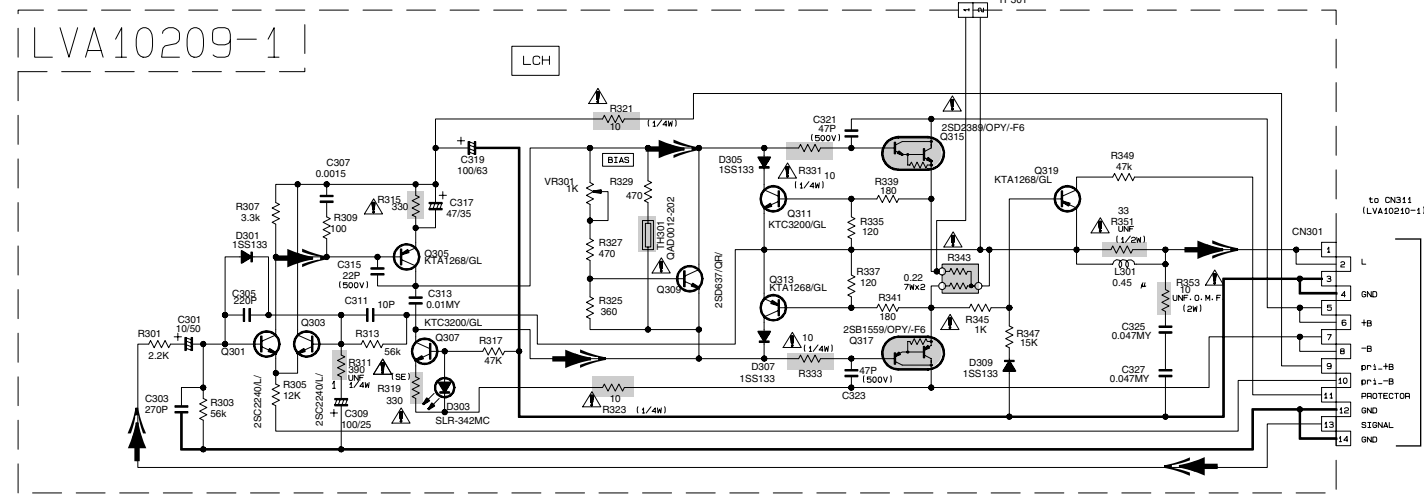 TP301
1 2
LVA10209-1
LCH
R321
10 (1/4W)
C321
47P
(500V)
2SD2389/OPY/-F6
Q315
C319
100/63
BIAS
D305
1SS133
R331 10
(1/4W)
Q319
KTA1268/GL
R349
47k
C307
0.0015
VR301
1K
R329
470
R339
180
R307
3.3k
R309
100
R315
330
C317
47/35
TH301
QAD0012-202
Q311
KTC3200/GL
R335
120
33
R351
UNF
(1/2W)
to CN311
(LVA10210-1)
CN301
D301
1SS133
Q305
KTA1268/GL
R327
470
R343
0.22
7Wx2
L301
0.45 µ
C315
22P
(500V)
Q309
2SD637/QR/
Q313
KTA1268/GL
R337
120
R353
10
UNF.O.M.F
(2W)
C305
220P
C311
10P
C313
0.01MY
R325
360
R341
180
R345
1K
R301
2.2K
C301
10/50
Q301
Q303
R313
56k
KTC3200/GL
Q307
R317
47K
10
(1/4W)
R333
2SB1559/OPY/-F6
Q317
R347
15K
C325
0.047MY
R311
390
UNF
1/4W
1
(SE)
D307
1SS133
47P
(500V)
C323
D309
1SS133
C327
0.047MY
C303
270P
R303
56k
2SC2240/L/
R305
12K
2SC2240/L/
C309
100/25
R319
330
D303
SLR-342MC
10
R323 (1/4W)
1
2 L
3
4 GND
5
6 +B
7
8 -B
9 pri_+B
10 pri_-B
11 PROTECTOR
12 GND
13 SIGNAL
14 GND